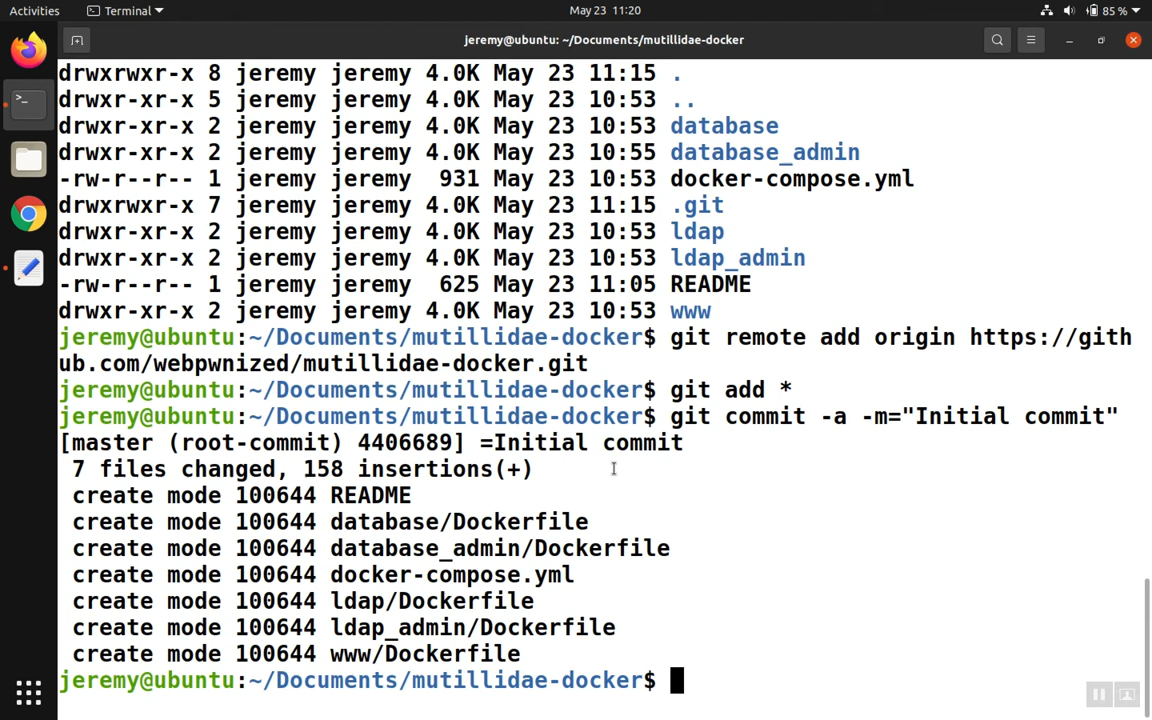 Activities Terminal May 23 11:20 85 %
jeremy@ubuntu: ~/Documents/mutillidae-docker
drwxrwxr-x 8 jeremy jeremy 4.0K May 23 11:15 .
drwxr-xr-x 5 jeremy jeremy 4.0K May 23 10:53 ..
drwxr-xr-x 2 jeremy jeremy 4.0K May 23 10:53 database
drwxr-xr-x 2 jeremy jeremy 4.0K May 23 10:55 database_admin
-rw-r--r-- 1 jeremy jeremy  931 May 23 10:53 docker-compose.yml
drwxrwxr-x 7 jeremy jeremy 4.0K May 23 11:15 .git
drwxr-xr-x 2 jeremy jeremy 4.0K May 23 10:53 ldap
drwxr-xr-x 2 jeremy jeremy 4.0K May 23 10:53 ldap_admin
-rw-r--r-- 1 jeremy jeremy  625 May 23 11:05 README
drwxr-xr-x 2 jeremy jeremy 4.0K May 23 10:53 www
jeremy@ubuntu:~/Documents/mutillidae-docker$ git remote add origin https://gith
ub.com/webpwnized/mutillidae-docker.git
jeremy@ubuntu:~/Documents/mutillidae-docker$ git add *
jeremy@ubuntu:~/Documents/mutillidae-docker$ git commit -a -m="Initial commit"
[master (root-commit) 4406689] =Initial commit
 7 files changed, 158 insertions(+)
 create mode 100644 README
 create mode 100644 database/Dockerfile
 create mode 100644 database_admin/Dockerfile
 create mode 100644 docker-compose.yml
 create mode 100644 ldap/Dockerfile
 create mode 100644 ldap_admin/Dockerfile
 create mode 100644 www/Dockerfile
jeremy@ubuntu:~/Documents/mutillidae-docker$